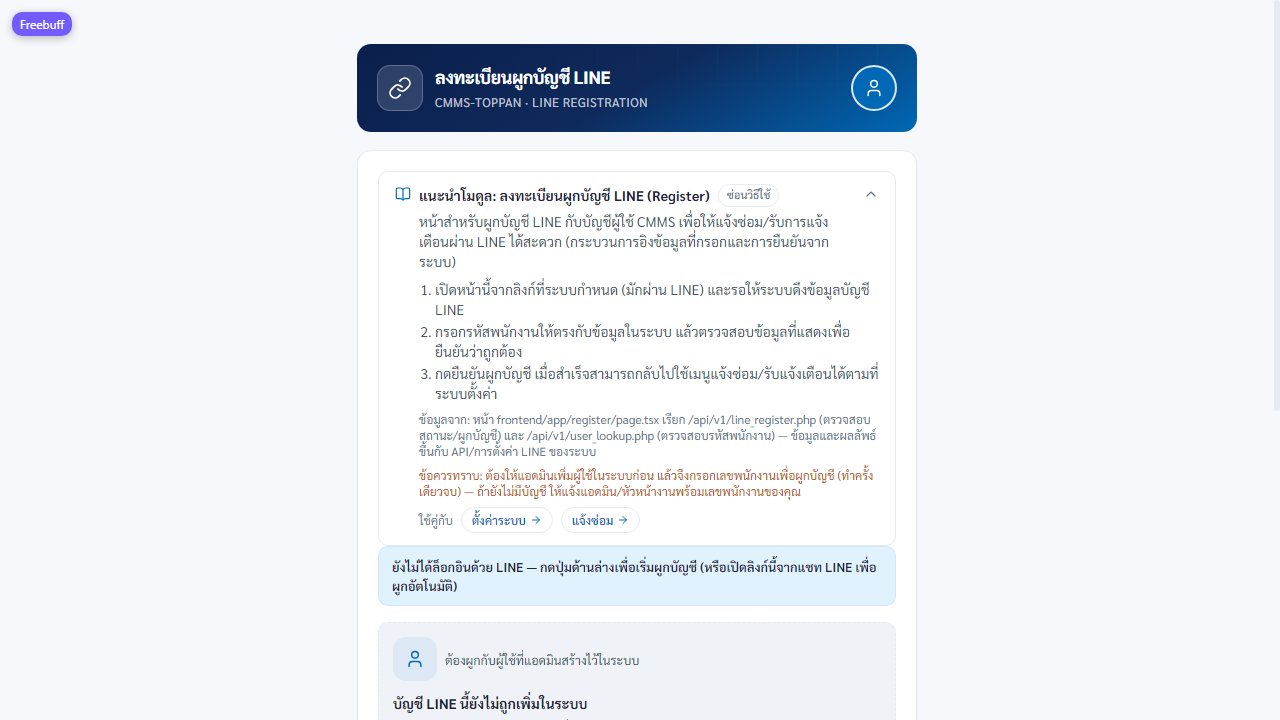 Freebuff
ลงทะเบียนผูกบัญชี LINE
CMMS-TOPPAN · LINE REGISTRATION
แนะนำโมดูล: ลงทะเบียนผูกบัญชี LINE (Register)
ซ่อนวิธีใช้
หน้าสำหรับผูกบัญชี LINE กับบัญชีผู้ใช้ CMMS เพื่อให้แจ้งซ่อม/รับการแจ้ง
เตือนผ่าน LINE ได้สะดวก (กระบวนการอิงข้อมูลที่กรอกและการยืนยันจาก
ระบบ)
1. เปิดหน้านี้จากลิงก์ที่ระบบกำหนด (มักผ่าน LINE) และรอให้ระบบดึงข้อมูลบัญชี
LINE
2. กรอกรหัสพนักงานให้ตรงกับข้อมูลในระบบ แล้วตรวจสอบข้อมูลที่แสดงเพื่อ
ยืนยันว่าถูกต้อง
3. กดยืนยันผูกบัญชี เมื่อสำเร็จสามารถกลับไปใช้เมนูแจ้งซ่อม/รับแจ้งเตือนได้ตามที่
ระบบตั้งค่า
ข้อมูลจาก: หน้า frontend/app/register/page.tsx เรียก /api/v1/line_register.php (ตรวจสอบ
สถานะ/ผูกบัญชี) และ /api/v1/user_lookup.php (ตรวจสอบรหัสพนักงาน) — ข้อมูลและผลลัพธ์
ขึ้นกับ API/การตั้งค่า LINE ของระบบ
ข้อควรทราบ: ต้องให้แอดมินเพิ่มผู้ใช้ในระบบก่อน แล้วจึงกรอกเลขพนักงานเพื่อผูกบัญชี (ทำครั้ง
เดียวจบ) — ถ้ายังไม่มีบัญชี ให้แจ้งแอดมิน/หัวหน้างานพร้อมเลขพนักงานของคุณ
ใช้คู่กับ ตั้งค่าระบบ → แจ้งซ่อม →
ยังไม่ได้ล็อกอินด้วย LINE — กดปุ่มด้านล่างเพื่อเริ่มผูกบัญชี (หรือเปิดลิงก์นี้จากแชท LINE เพื่อ
ผูกอัตโนมัติ)
ต้องผูกกับผู้ใช้ที่แอดมินสร้างไว้ในระบบ
บัญชี LINE นี้ยังไม่ถูกเพิ่มในระบบ